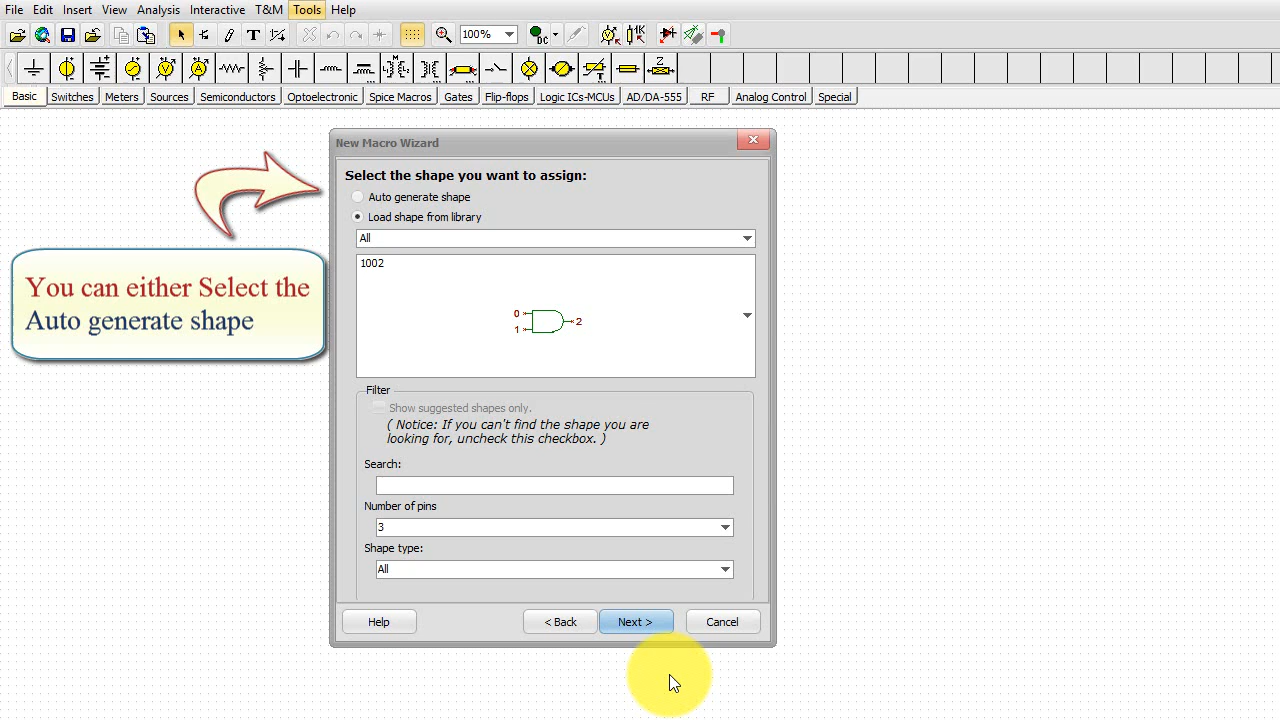 File Edit Insert View Analysis Interactive T&M Tools Help
100% DC 1K
Z
Basic Switches Meters Sources Semiconductors Optoelectronic Spice Macros Gates Flip-flops Logic ICs-MCUs AD/DA-555 RF Analog Control Special
New Macro Wizard
Select the shape you want to assign:
Auto generate shape
Load shape from library
All
1002
0
1
2
You can either Select the
Auto generate shape
Filter
Show suggested shapes only.
( Notice: If you can't find the shape you are
looking for, uncheck this checkbox. )
Search:
Number of pins
3
Shape type:
All
Help < Back Next > Cancel